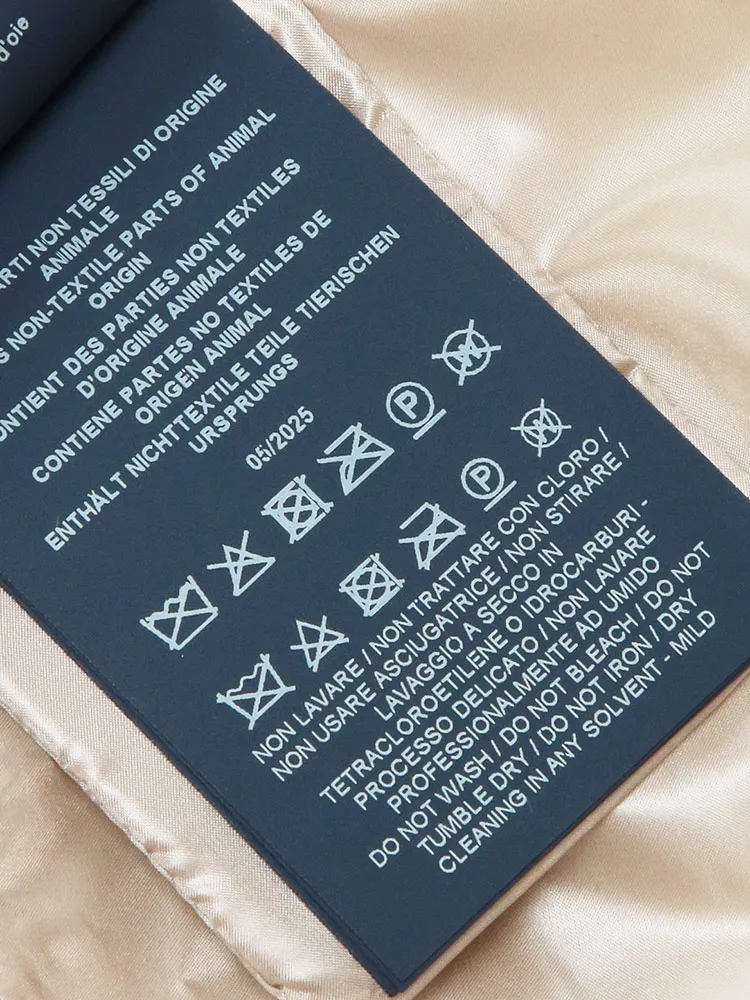 d'oie
ARTI NON TESSILI DI ORIGINE
ANIMALE
NON-TEXTILE PARTS OF ANIMAL
ORIGIN
DES PARTIES NON TEXTILES
D'ORIGINE ANIMALE
CONTIENE PARTES NO TEXTILES DE
ORIGEN ANIMAL
ENTHÄLT NICHTTEXTILE TEILE TIERISCHEN
URSPRUNGS
05/2025
P
P
NON LAVARE / NON TRATTARE CON CLORO /
NON USARE ASCIUGATRICE / NON STIRARE /
LAVAGGIO A SECCO IN
TETRACLOROETILENE O IDROCARBURI -
PROCESSO DELICATO / NON LAVARE
PROFESSIONALMENTE AD UMIDO
DO NOT WASH / DO NOT BLEACH / DO NOT
TUMBLE DRY / DO NOT IRON / DRY
CLEANING IN ANY SOLVENT - MILD